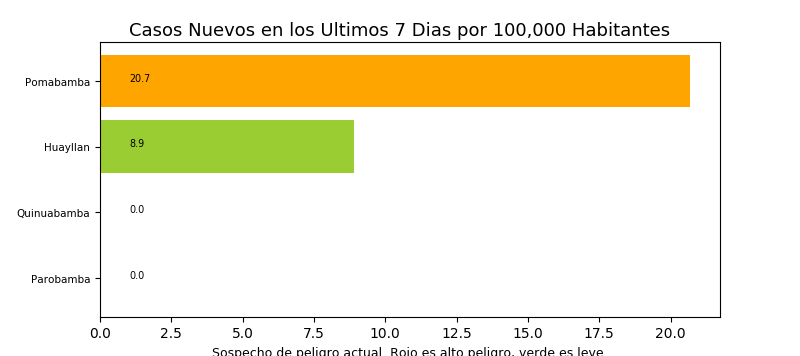 Casos Nuevos en los Ultimos 7 Dias por 100,000 Habitantes
Pomabamba 20.7
Huayllan 8.9
Quinuabamba 0.0
Parobamba 0.0
0.0 2.5 5.0 7.5 10.0 12.5 15.0 17.5 20.0
Sospecho de peligro actual. Rojo es alto peligro, verde es leve